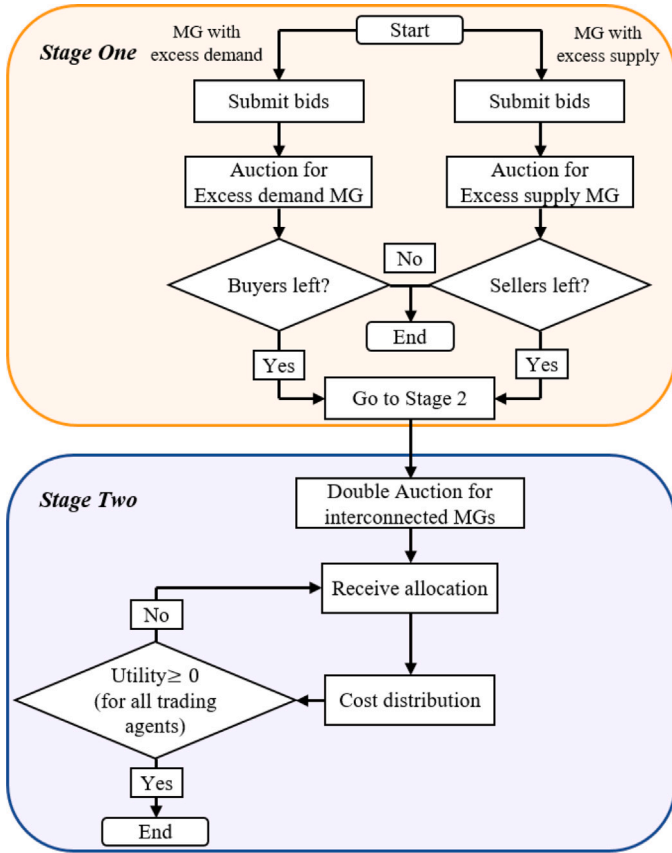 Stage One
MG with
excess demand
Start
MG with
excess supply
Submit bids
Submit bids
Auction for
Excess demand MG
Auction for
Excess supply MG
Buyers left?
No
Sellers left?
End
Yes
Yes
Go to Stage 2
Stage Two
Double Auction for
interconnected MGs
Receive allocation
No
Utility≥ 0
(for all trading
agents)
Cost distribution
Yes
End